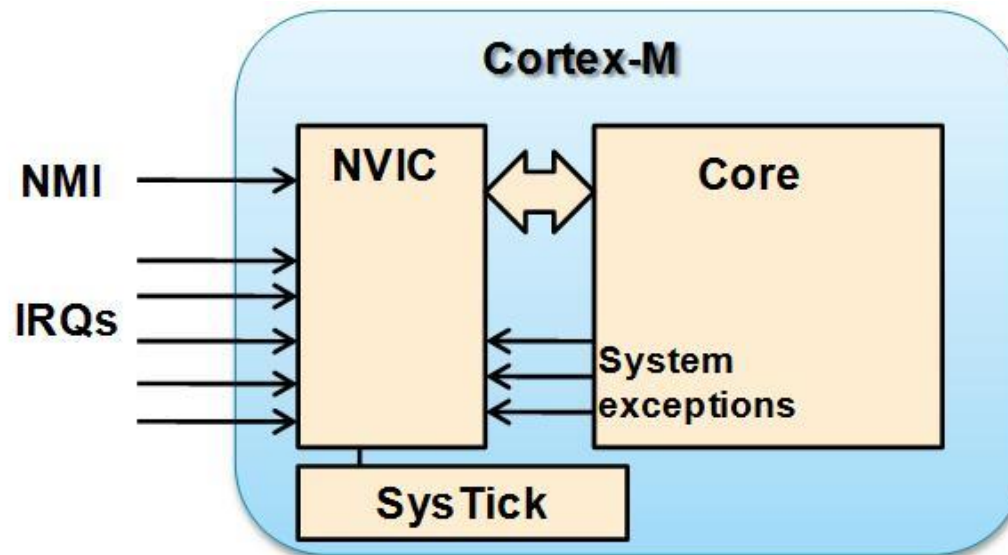 Cortex-M
NMI
NVIC
Core
IRQs
System
exceptions
SysTick